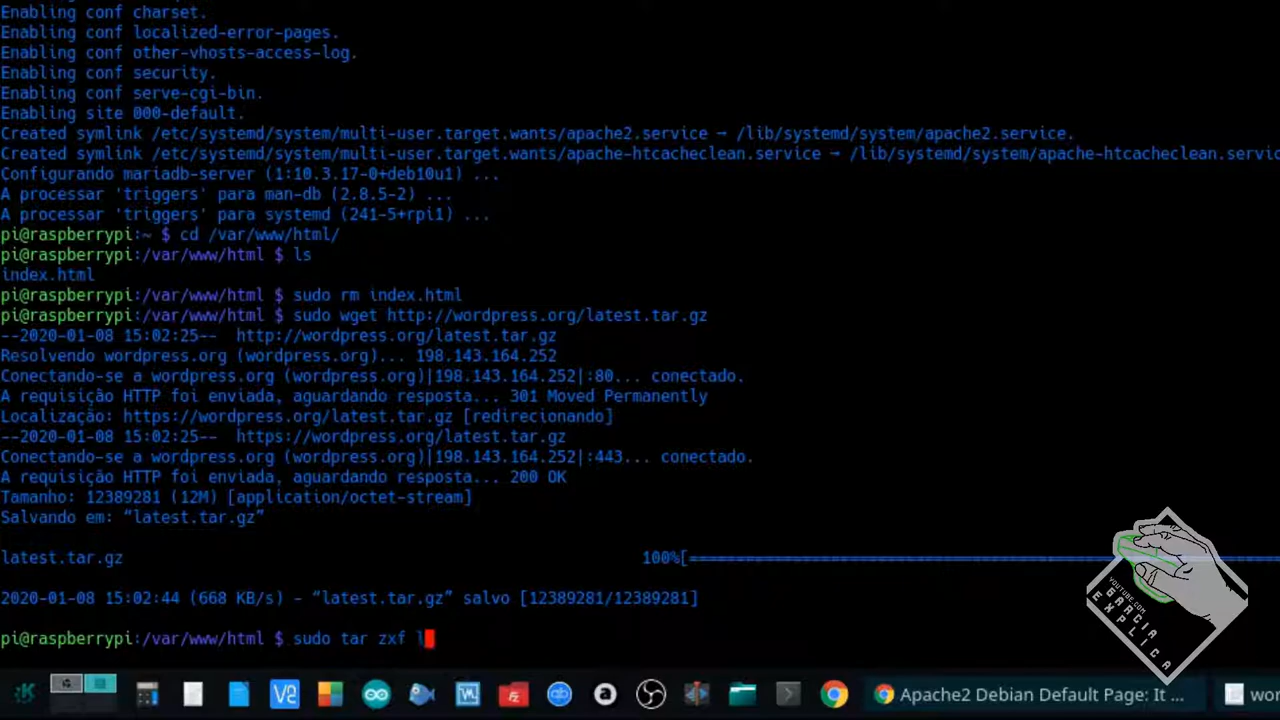 Enabling conf charset.
Enabling conf localized-error-pages.
Enabling conf other-vhosts-access-log.
Enabling conf security.
Enabling conf serve-cgi-bin.
Enabling site 000-default.
Created symlink /etc/systemd/system/multi-user.target.wants/apache2.service → /lib/systemd/system/apache2.service.
Created symlink /etc/systemd/system/multi-user.target.wants/apache-htcacheclean.service → /lib/systemd/system/apache-htcacheclean.servic
Configurando mariadb-server (1:10.3.17-0+deb10u1) ...
A processar 'triggers' para man-db (2.8.5-2) ...
A processar 'triggers' para systemd (241-5+rpi1) ...
pi@raspberrypi:~ $ cd /var/www/html/
pi@raspberrypi:/var/www/html $ ls
index.html
pi@raspberrypi:/var/www/html $ sudo rm index.html
pi@raspberrypi:/var/www/html $ sudo wget http://wordpress.org/latest.tar.gz
--2020-01-08 15:02:25--  http://wordpress.org/latest.tar.gz
Resolvendo wordpress.org (wordpress.org)... 198.143.164.252
Conectando-se a wordpress.org (wordpress.org)|198.143.164.252|:80... conectado.
A requisição HTTP foi enviada, aguardando resposta... 301 Moved Permanently
Localização: https://wordpress.org/latest.tar.gz [redirecionando]
--2020-01-08 15:02:25--  https://wordpress.org/latest.tar.gz
Conectando-se a wordpress.org (wordpress.org)|198.143.164.252|:443... conectado.
A requisição HTTP foi enviada, aguardando resposta... 200 OK
Tamanho: 12389281 (12M) [application/octet-stream]
Salvando em: “latest.tar.gz”
latest.tar.gz 100%[==========================================================
2020-01-08 15:02:44 (668 KB/s) - “latest.tar.gz” salvo [12389281/12389281]
pi@raspberrypi:/var/www/html $ sudo tar zxf l
YOUTUBE.COM
GARCIA
EXPLICA
Apache2 Debian Default Page: It ...
wor